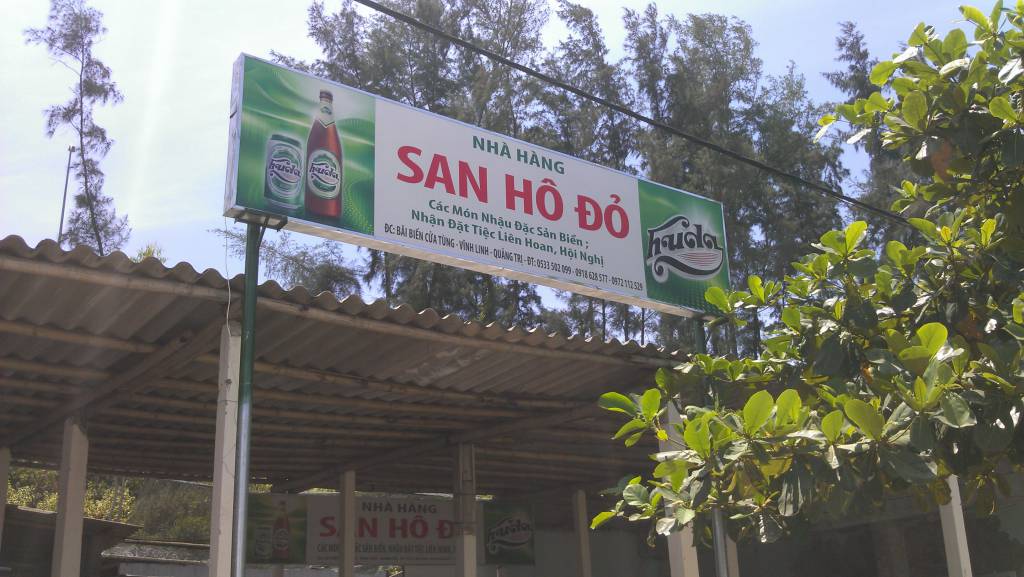 NHÀ HÀNG
SAN HÔ ĐỎ
Các Món Nhậu Đặc Sản Biển ;
Nhận Đặt Tiệc Liên Hoan, Hội Nghị
ĐC: BÃI BIỂN CỬA TÙNG - VĨNH LINH - QUẢNG TRỊ - ĐT: 0533 502 099 - 0918 628 577 - 0972 112 529
huda
huda
huda
NHÀ HÀNG
SAN HÔ Đ
huda